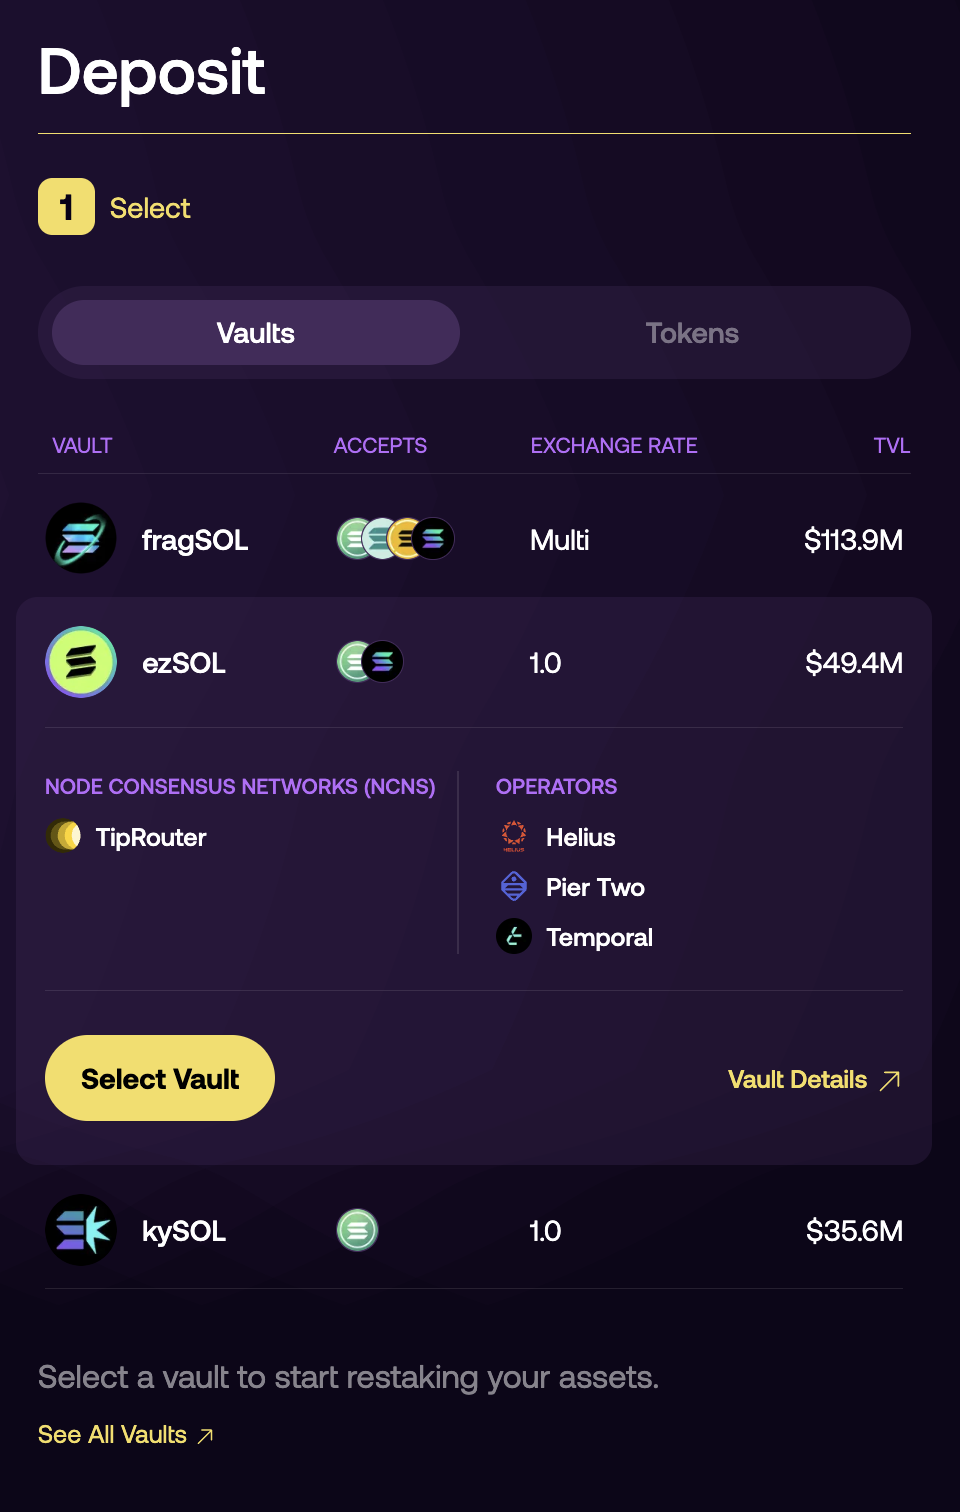 Deposit
1 Select
Vaults Tokens
VAULT ACCEPTS EXCHANGE RATE TVL
fragSOL Multi $113.9M
ezSOL 1.0 $49.4M
NODE CONSENSUS NETWORKS (NCNS) OPERATORS
TipRouter HELIUS Helius
Pier Two
Temporal
Select Vault Vault Details
kySOL 1.0 $35.6M
Select a vault to start restaking your assets.
See All Vaults